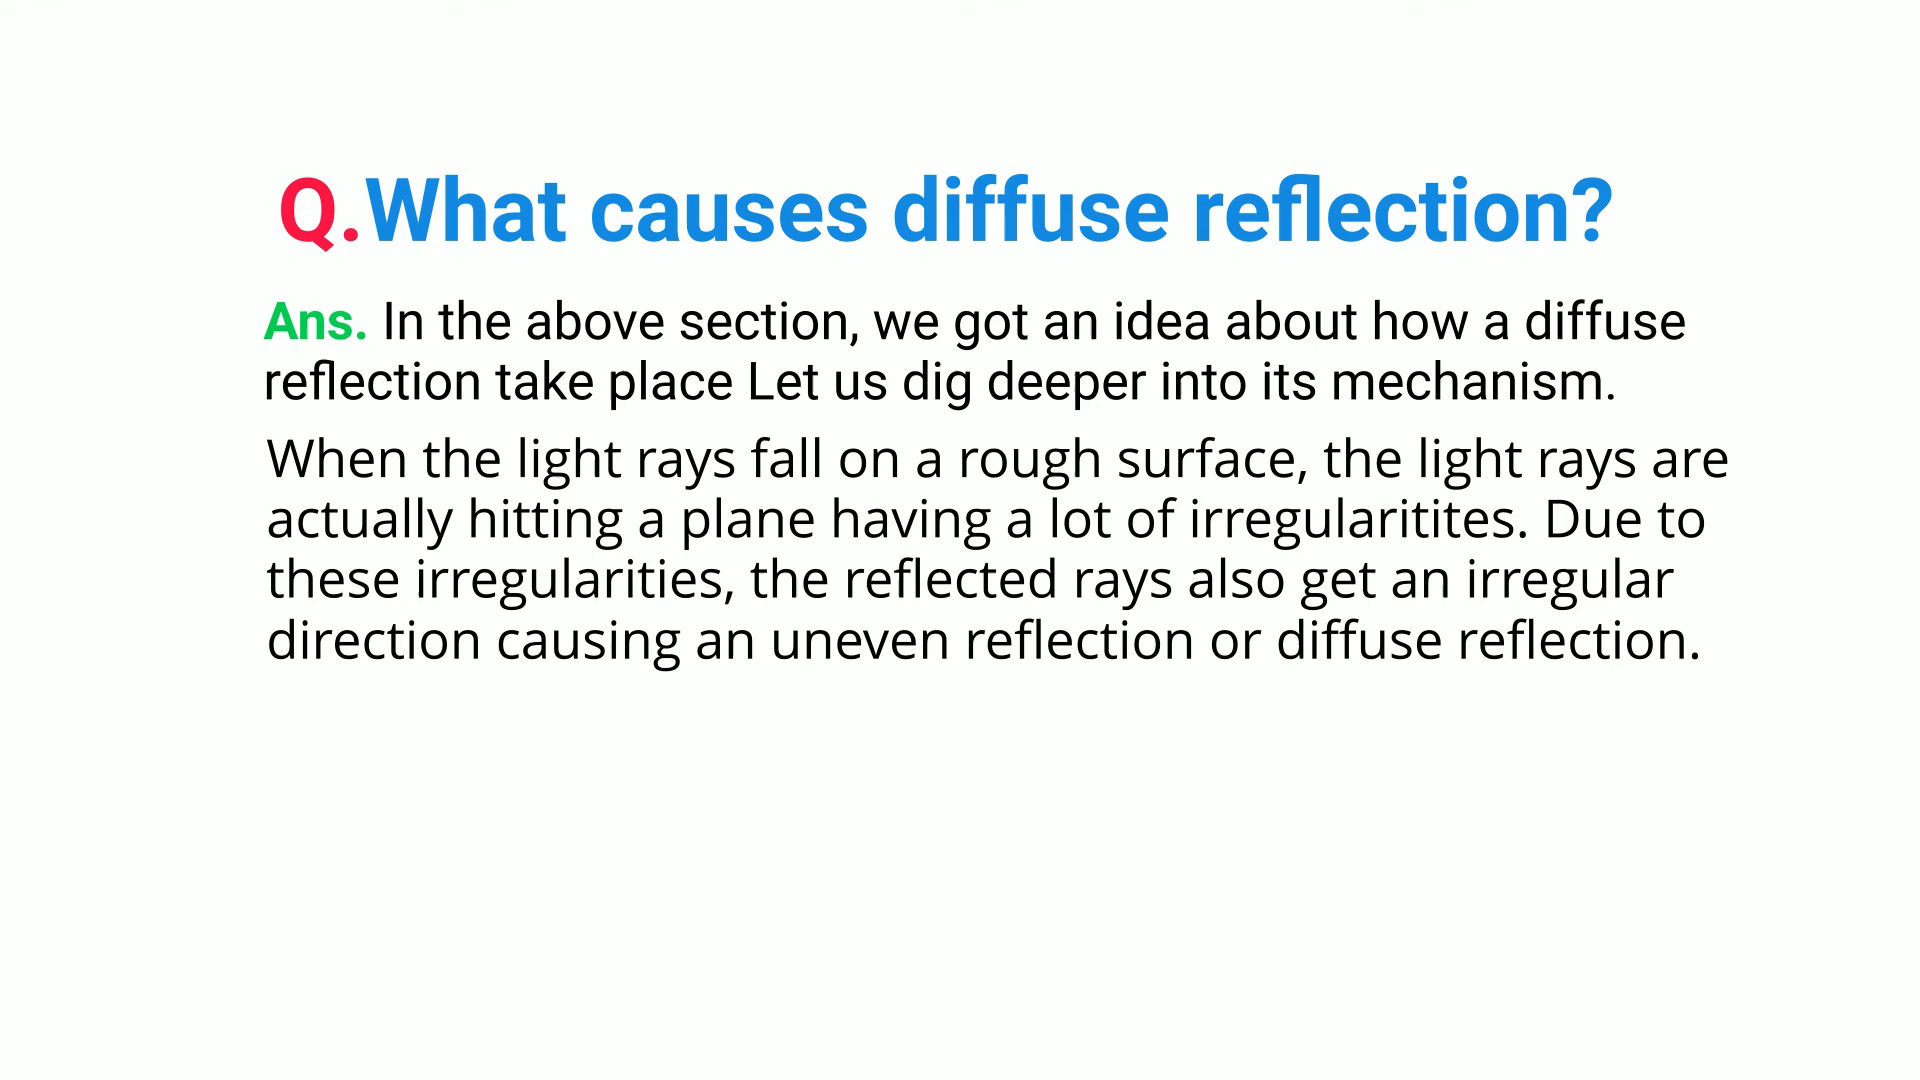 Q.What causes diffuse reflection?
Ans. In the above section, we got an idea about how a diffuse
reflection take place Let us dig deeper into its mechanism.
When the light rays fall on a rough surface, the light rays are
actually hitting a plane having a lot of irregularitites. Due to
these irregularities, the reflected rays also get an irregular
direction causing an uneven reflection or diffuse reflection.